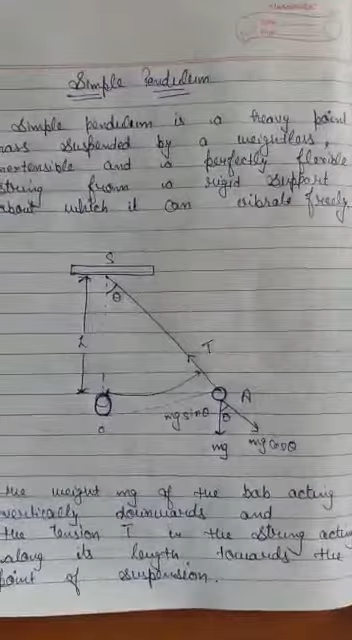 Simple Pendulum
Simple pendulum is a heavy point
mass suspended by a weightless,
nextensible and a perfectly flexible
string from a rigid support
about which it can vibrate freely
S
θ
L
T
A
mg sinθ
θ
o
mg
mg cosθ
the weight mg of the bob acting
vertically downwards and
the tension T in the string acting
along its length towards the
point of suspension.